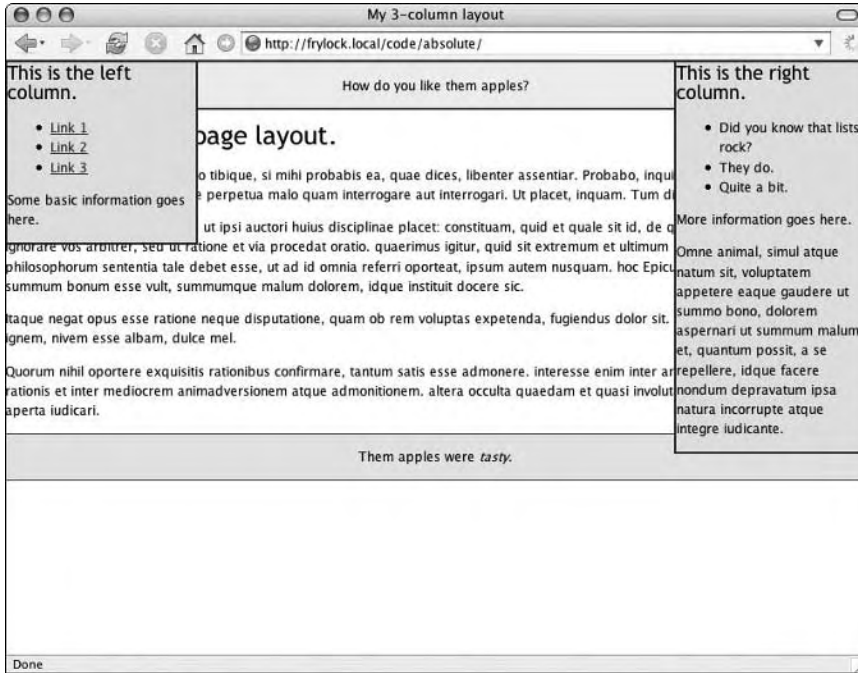 My 3-column layout
http://frylock.local/code/absolute/
This is the left
column.
Link 1
Link 2
Link 3
Some basic information goes
here.
How do you like them apples?
page layout.
o tibique, si mihi probabis ea, quae dices, libenter assentiar. Probabo, inqui
perpetua malo quam interrogare aut interrogari. Ut placet, inquam. Tum di
ut ipsi auctori huius disciplinae placet: constituam, quid et quale sit id, de q
ignorare vos arbitrer, sed ut ratione et via procedat oratio. quaerimus igitur, quid sit extremum et ultimum
philosophorum sententia tale debet esse, ut ad id omnia referri oporteat, ipsum autem nusquam. hoc Epicu
summum bonum esse vult, summumque malum dolorem, idque instituit docere sic.
Itaque negat opus esse ratione neque disputatione, quam ob rem voluptas expetenda, fugiendus dolor sit.
ignem, nivem esse albam, dulce mel.
Quorum nihil oportere exquisitis rationibus confirmare, tantum satis esse admonere. interesse enim inter ar
rationis et inter mediocrem animadversionem atque admonitionem. altera occulta quaedam et quasi involut
aperta iudicari.
This is the right
column.
Did you know that lists
rock?
They do.
Quite a bit.
More information goes here.
Omne animal, simul atque
natum sit, voluptatem
appetere eaque gaudere ut
summo bono, dolorem
aspernari ut summum malum
et, quantum possit, a se
repellere, idque facere
nondum depravatum ipsa
natura incorrupte atque
integre iudicante.
Them apples were tasty.
Done